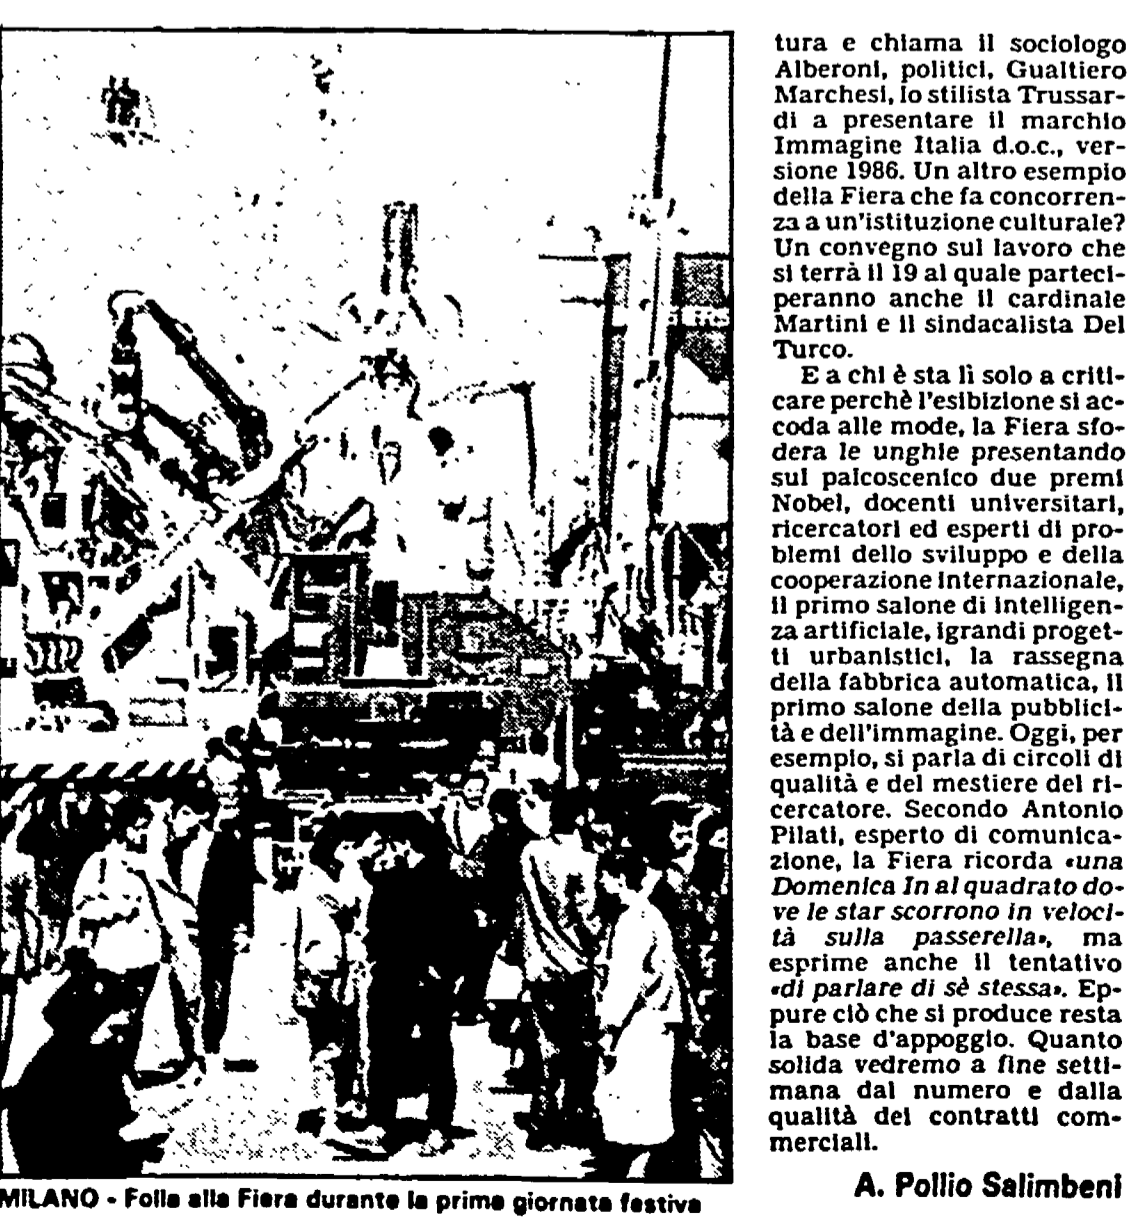 tura e chiama il sociologo
Alberoni, politici, Gualtiero
Marchesi, lo stilista Trussar-
di a presentare il marchio
Immagine Italia d.o.c., ver-
sione 1986. Un altro esempio
della Fiera che fa concorren-
za a un'istituzione culturale?
Un convegno sul lavoro che
si terrà il 19 al quale parteci-
peranno anche il cardinale
Martini e il sindacalista Del
Turco.
E a chi è sta lì solo a criti-
care perchè l'esibizione si ac-
coda alle mode, la Fiera sfo-
dera le unghie presentando
sul palcoscenico due premi
Nobel, docenti universitari,
ricercatori ed esperti di pro-
blemi dello sviluppo e della
cooperazione internazionale,
il primo salone di intelligen-
za artificiale, igrandi proget-
ti urbanistici, la rassegna
della fabbrica automatica, il
primo salone della pubblici-
tà e dell'immagine. Oggi, per
esempio, si parla di circoli di
qualità e del mestiere del ri-
cercatore. Secondo Antonio
Pilati, esperto di comunica-
zione, la Fiera ricorda «una
Domenica In al quadrato do-
ve le star scorrono in veloci-
tà sulla passerella», ma
esprime anche il tentativo
«di parlare di sè stessa». Ep-
pure ciò che si produce resta
la base d'appoggio. Quanto
solida vedremo a fine setti-
mana dal numero e dalla
qualità dei contratti com-
merciali.
A. Pollio Salimbeni
MILANO - Folla alla Fiera durante la prima giornata festiva